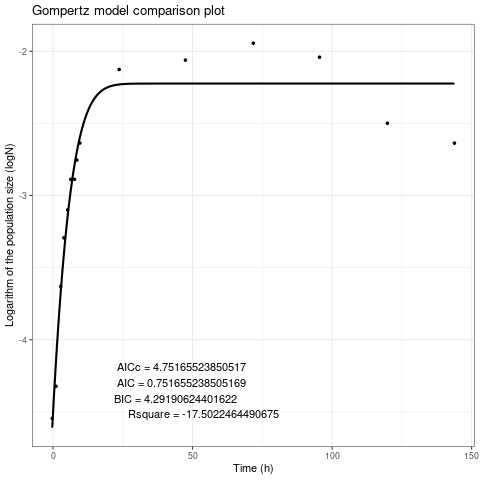 Gompertz model comparison plot
Logarithm of the population size (logN)
-2
-3
-4
AICc = 4.75165523850517
AIC = 0.751655238505169
BIC = 4.29190624401622
Rsquare = -17.5022464490675
0
50
100
150
Time (h)